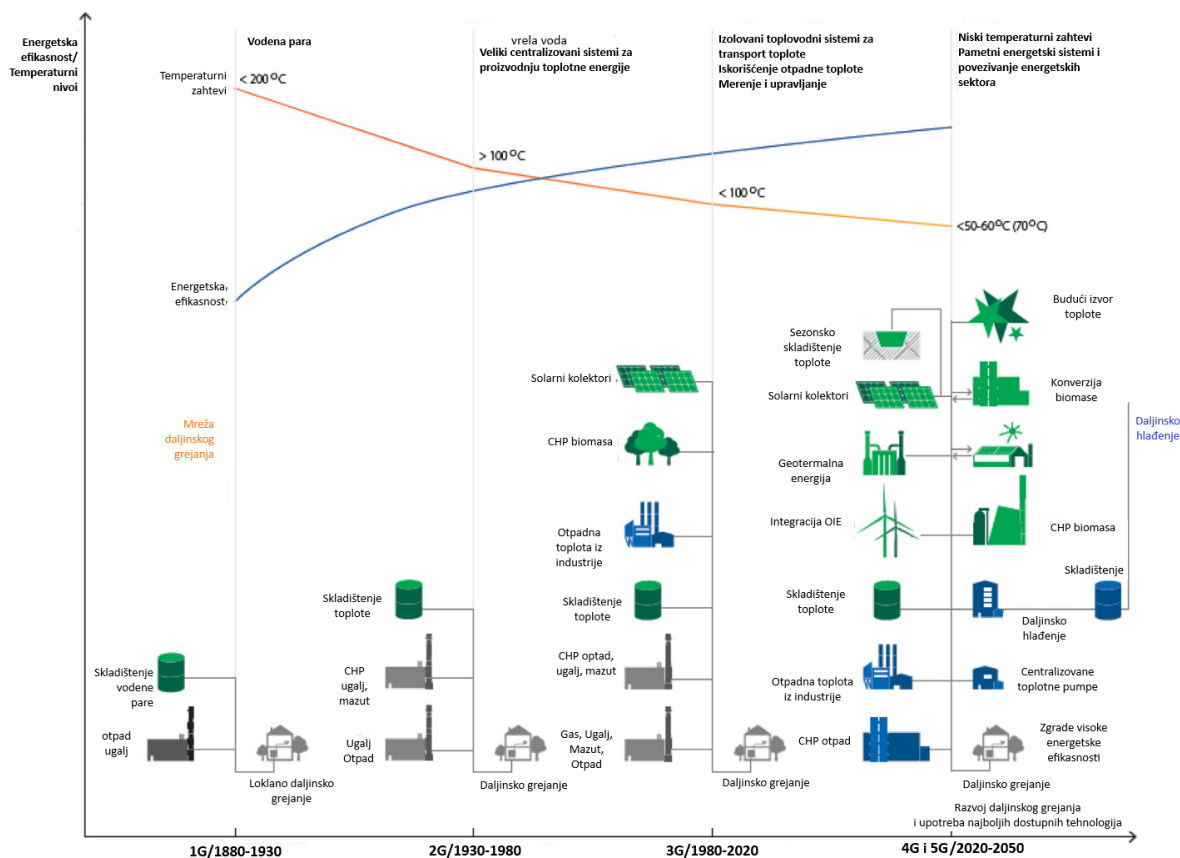 Energetska
efikasnost/
Temperaturni
nivoi
Vodena para
vrela voda
Veliki centralizovani sistemi za
proizvodnju toplotne energije
Izolovani toplovodni sistemi za
transport toplote
Iskorišćenje otpadne toplote
Merenje i upravljanje
Niski temperaturni zahtevi
Pametni energetski sistemi i
povezivanje energetskih
sektora
Temperaturni
zahtevi
< 200 °C
> 100 °C
< 100 °C
<50-60°C (70°C)
Energetska,
efikasnost
Mreža
daljinskog
grejanja
Skladištenje
vodene
pare
otpad
ugalj
Loklano daljinsko
grejanje
Skladištenje
toplote
CHP
ugalj,
mazut
Ugalj
Otpad
Daljinsko grejanje
Solarni kolektori
CHP biomasa
Otpadna
toplota iz
industrije
Skladištenje
toplote
CHP optad,
ugalj, mazut
Gas, Ugalj,
Mazut,
Otpad
Daljinsko grejanje
Sezonsko
skladištenje
toplote
Solarni kolektori
Geotermalna
energija
Integracija OIE
Skladištenje
toplote
Otpadna toplota
iz industrije
CHP otpad
Budući izvor
toplote
Konverzija
biomase
CHP biomasa
Skladištenje
Daljinsko
hlađenje
Daljinsko
hlađenje
Centralizovane
toplotne pumpe
Zgrade visoke
energetske
efikasnosti
Daljinsko grejanje
Razvoj daljinskog grejanja
i upotreba najboljih dostupnih tehnologija
1G/1880-1930
2G/1930-1980
3G/1980-2020
4G i 5G/2020-2050